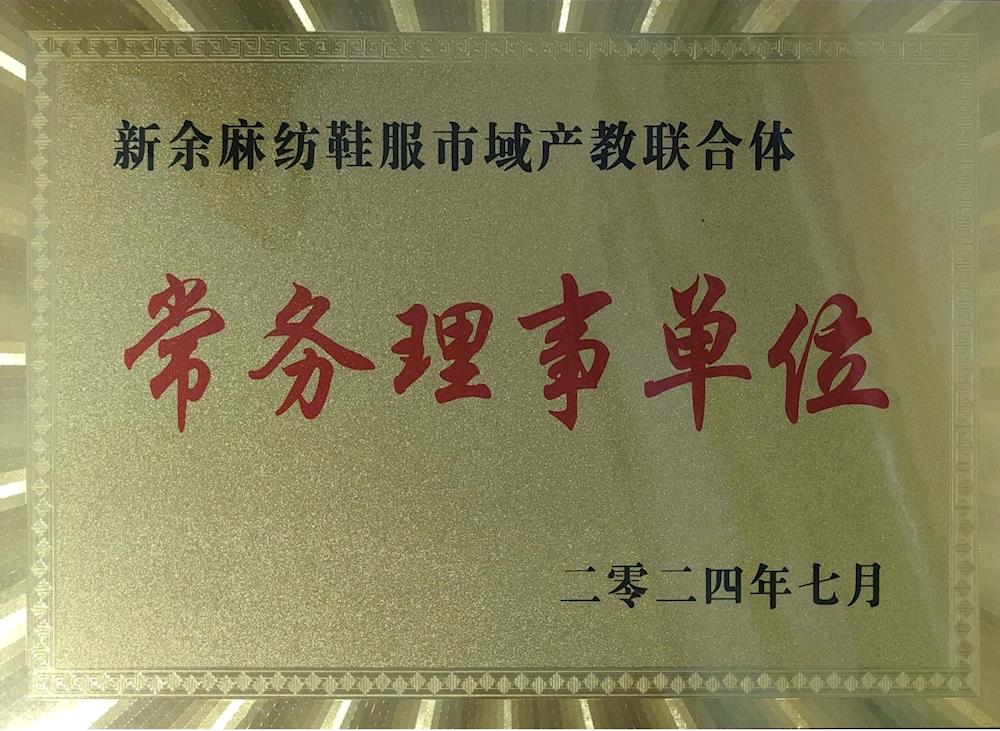 新余麻纺鞋服市域产教联合体
常务理事单位
二零二四年七月